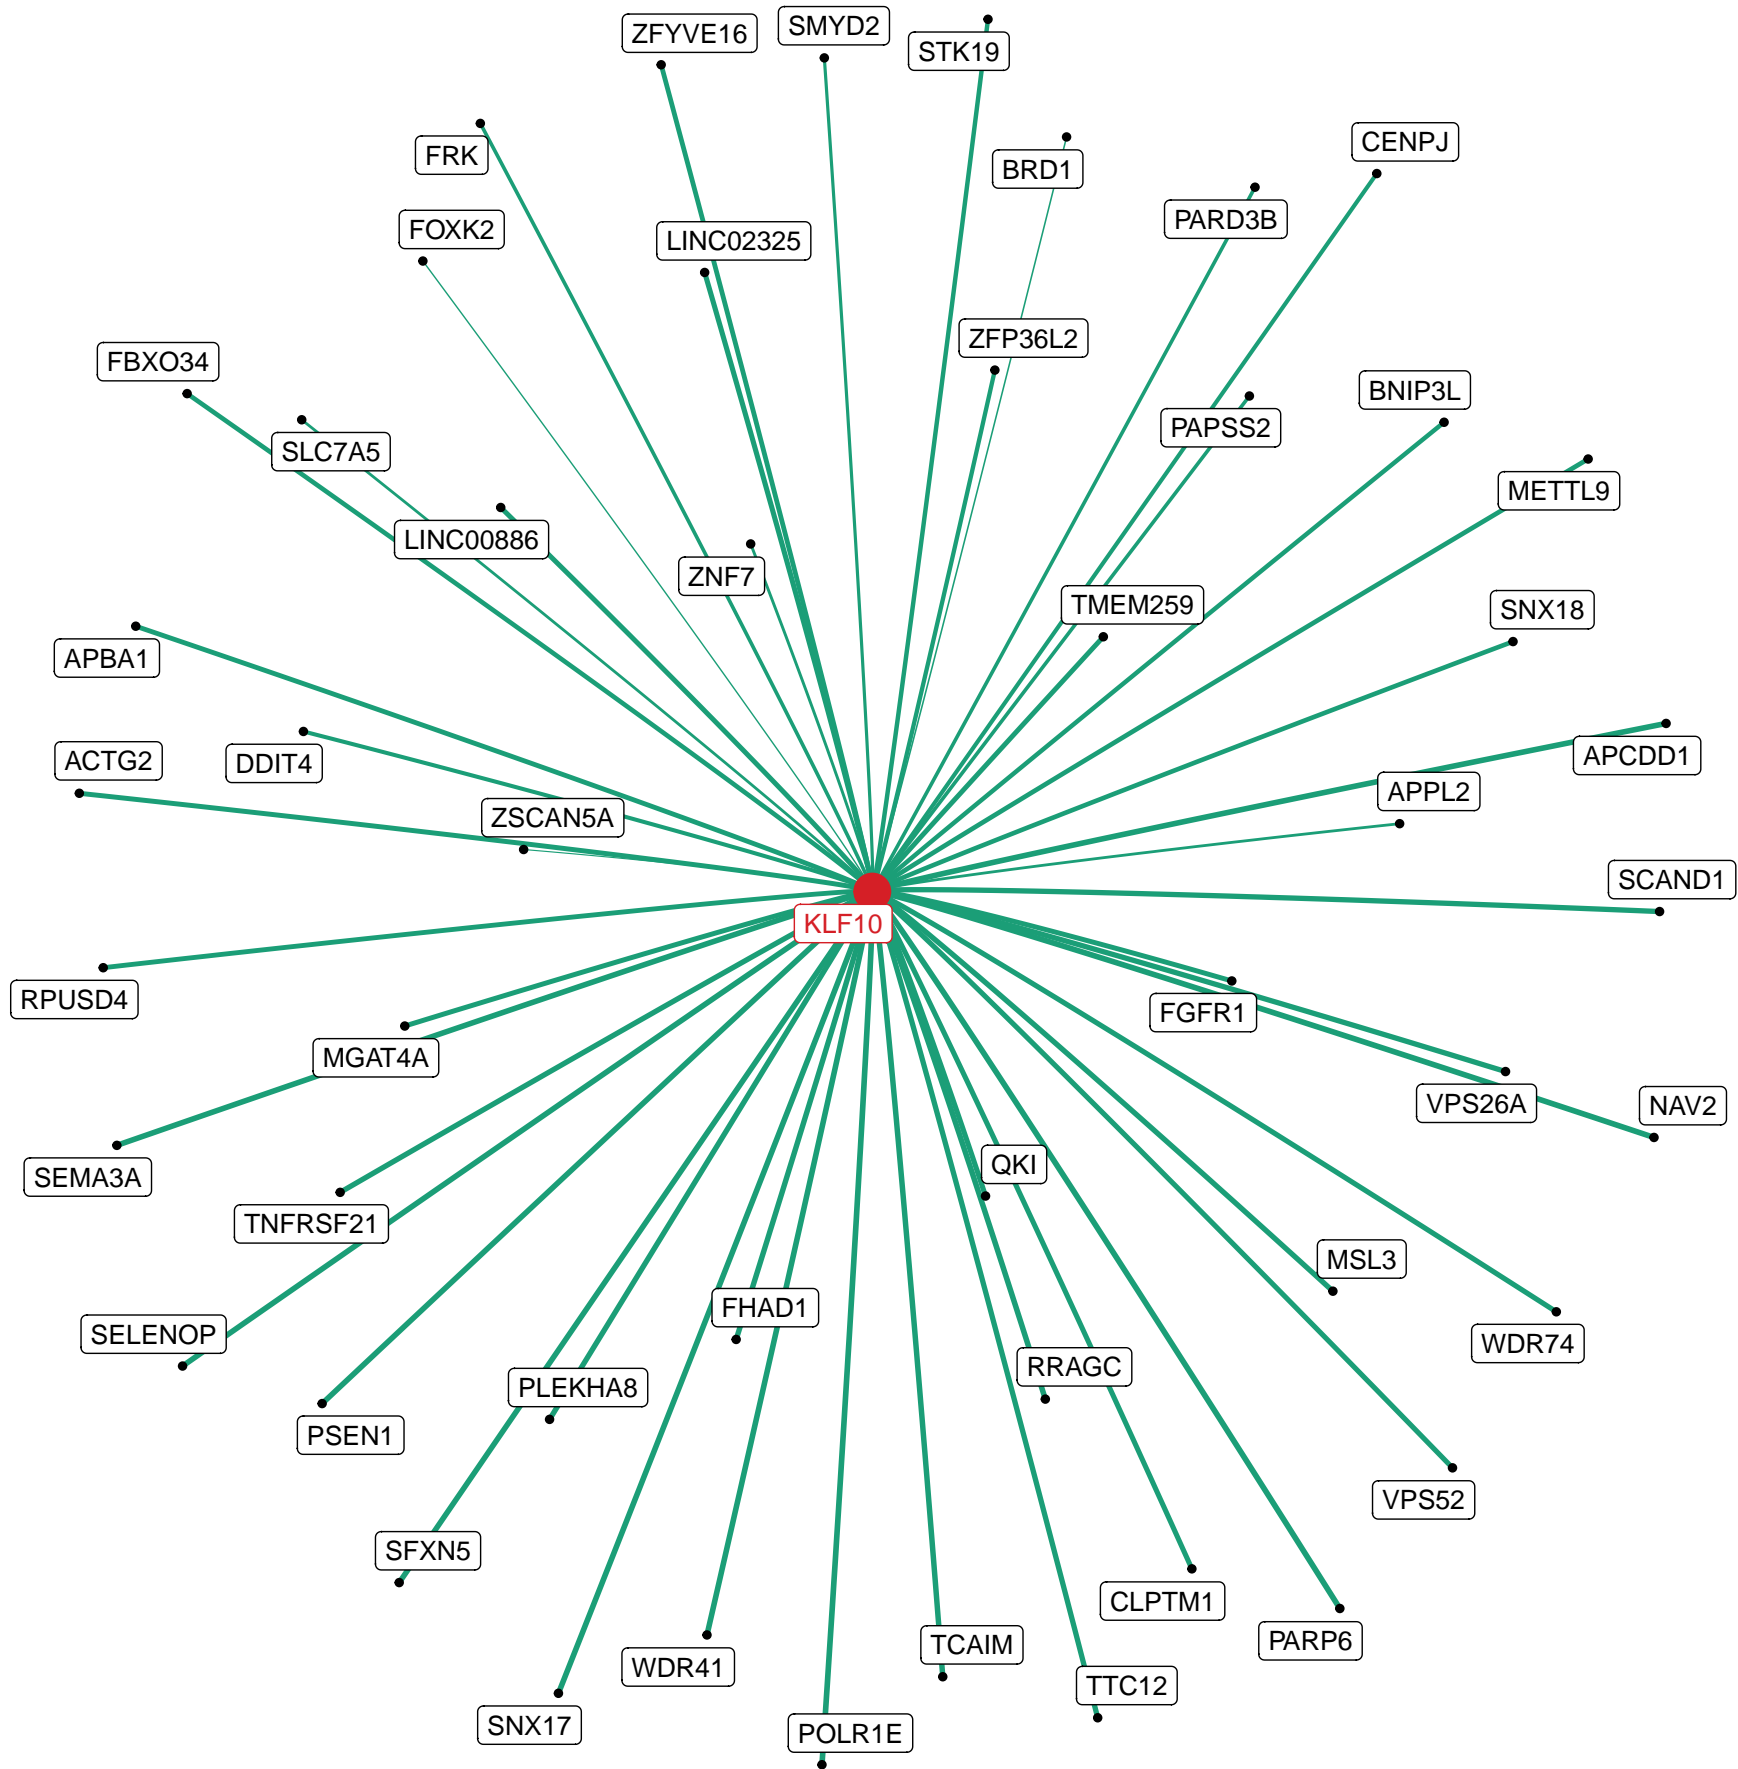 SMYD2
ZFYVE16
STK19
CENPJ
FRK
BRD1
PARD3B
FOXK2
LINC02325
ZFP36L2
FBXO34
BNIP3L
PAPSS2
SLC7A5
METTL9
LINC00886
ZNF7
TMEM259
SNX18
APBA1
APCDD1
ACTG2
DDIT4
APPL2
ZSCAN5A
SCAND1
KLF10
RPUSD4
FGFR1
MGAT4A
VPS26A
NAV2
QKI
SEMA3A
TNFRSF21
MSL3
FHAD1
SELENOP
WDR74
RRAGC
PLEKHA8
PSEN1
VPS52
SFXN5
CLPTM1
PARP6
TCAIM
WDR41
TTC12
SNX17
POLR1E